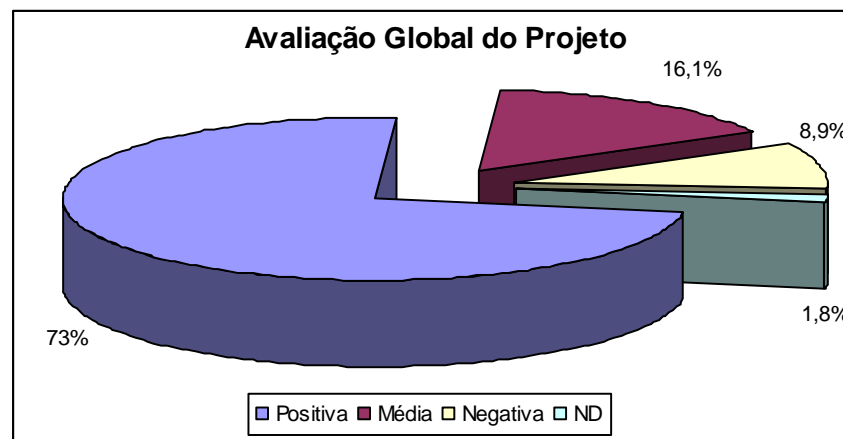 Avaliação Global do Projeto
16,1%
8,9%
1,8%
73%
Positiva Média Negativa ND